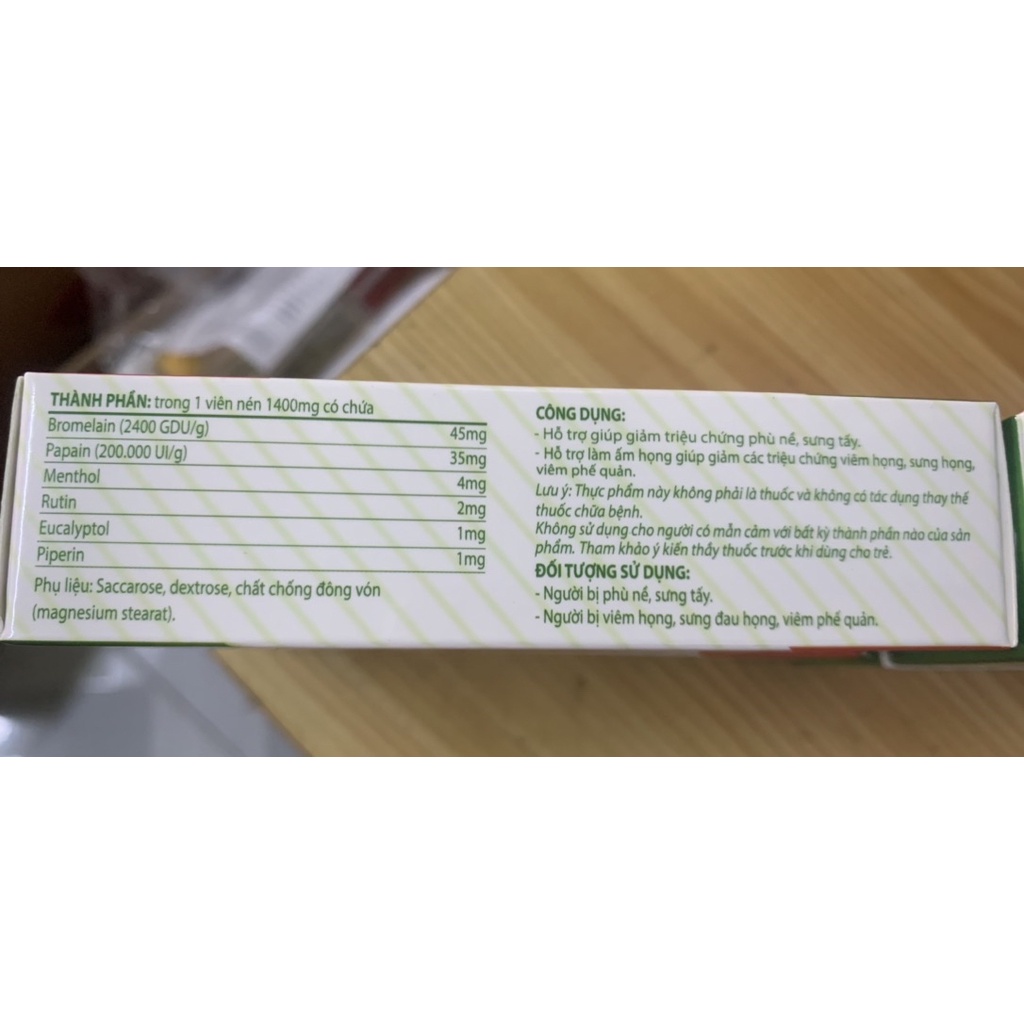 THÀNH PHẦN: trong 1 viên nén 1400mg có chứa
Bromelain (2400 GDU/g) 45mg
Papain (200.000 UI/g) 35mg
Menthol 4mg
Rutin 2mg
Eucalyptol 1mg
Piperin 1mg
Phụ liệu: Saccarose, dextrose, chất chống đông vón
(magnesium stearat).
CÔNG DỤNG:
- Hỗ trợ giúp giảm triệu chứng phù nề, sưng tấy.
- Hỗ trợ làm ấm họng giúp giảm các triệu chứng viêm họng, sưng họng,
viêm phế quản.
Lưu ý: Thực phẩm này không phải là thuốc và không có tác dụng thay thế
thuốc chữa bệnh.
Không sử dụng cho người có mẫn cảm với bất kỳ thành phần nào của sản
phẩm. Tham khảo ý kiến thầy thuốc trước khi dùng cho trẻ.
ĐỐI TƯỢNG SỬ DỤNG:
- Người bị phù nề, sưng tấy.
- Người bị viêm họng, sưng đau họng, viêm phế quản.